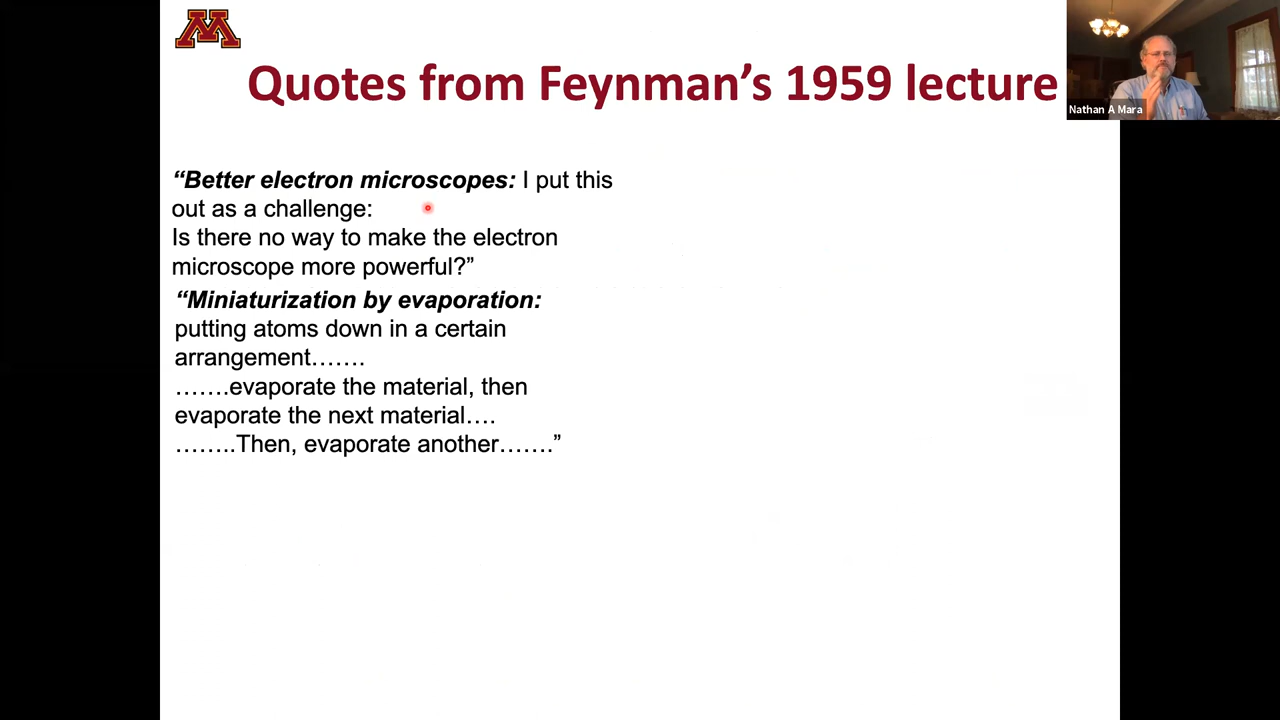 M
Quotes from Feynman’s 1959 lecture
Nathan A Mara
“Better electron microscopes: I put this
out as a challenge:
Is there no way to make the electron
microscope more powerful?”
“Miniaturization by evaporation:
putting atoms down in a certain
arrangement…….
…….evaporate the material, then
evaporate the next material….
……..Then, evaporate another…….”